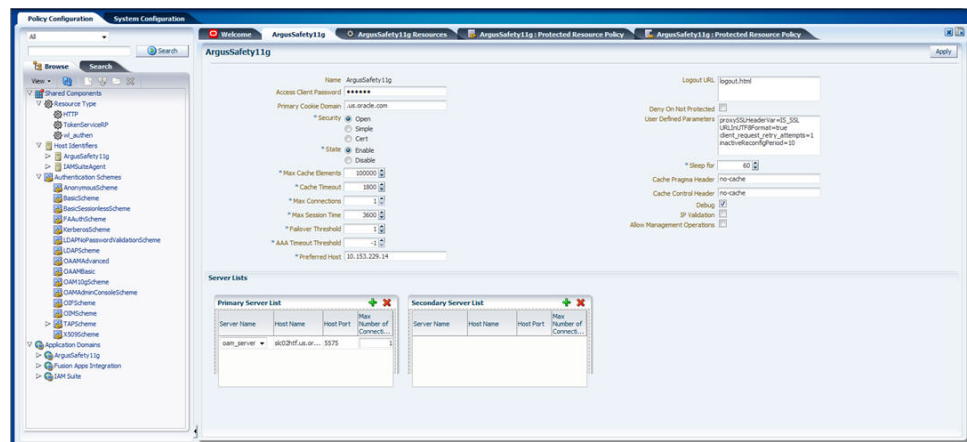 Policy Configuration
System Configuration
All
Search
Browse
Search
View
Shared Components
Resource Type
HTTP
TokenServiceRP
wl_authen
Host Identifiers
ArgusSafety11g
IAMSuiteAgent
Authentication Schemes
AnonymousScheme
BasicScheme
BasicSessionlessScheme
FAAuthScheme
KerberosScheme
LDAPNoPasswordValidationScheme
LDAPScheme
OAAMAdvanced
OAAMBasic
OAM10gScheme
OAMAdminConsoleScheme
OIFScheme
OIMScheme
TAPScheme
X509Scheme
Application Domains
ArgusSafety11g
Fusion Apps Integration
IAM Suite
Welcome
ArgusSafety11g
ArgusSafety11g Resources
ArgusSafety11g : Protected Resource Policy
ArgusSafety11g : Protected Resource Policy
ArgusSafety11g
Apply
Name ArgusSafety11g
Access Client Password ••••••
Primary Cookie Domain .us.oracle.com
* Security Open
Simple
Cert
* State Enable
Disable
* Max Cache Elements 100000
* Cache Timeout 1800
* Max Connections 1
* Max Session Time 3600
* Failover Threshold 1
* AAA Timeout Threshold -1
* Preferred Host 10.153.229.14
Logout URL logout.html
Deny On Not Protected
User Defined Parameters proxySSLHeaderVar=IS_SSL
URLInUTF8Format=true
client_request_retry_attempts=1
inactiveReconfigPeriod=10
* Sleep for 60
Cache Pragma Header no-cache
Cache Control Header no-cache
Debug
IP Validation
Allow Management Operations
Server Lists
Primary Server List
Server Name Host Name Host Port Max Number of Connecti...
oam_server slc02htf.us.or... 5575 1
Secondary Server List
Server Name Host Name Host Port Max Number of Connecti...